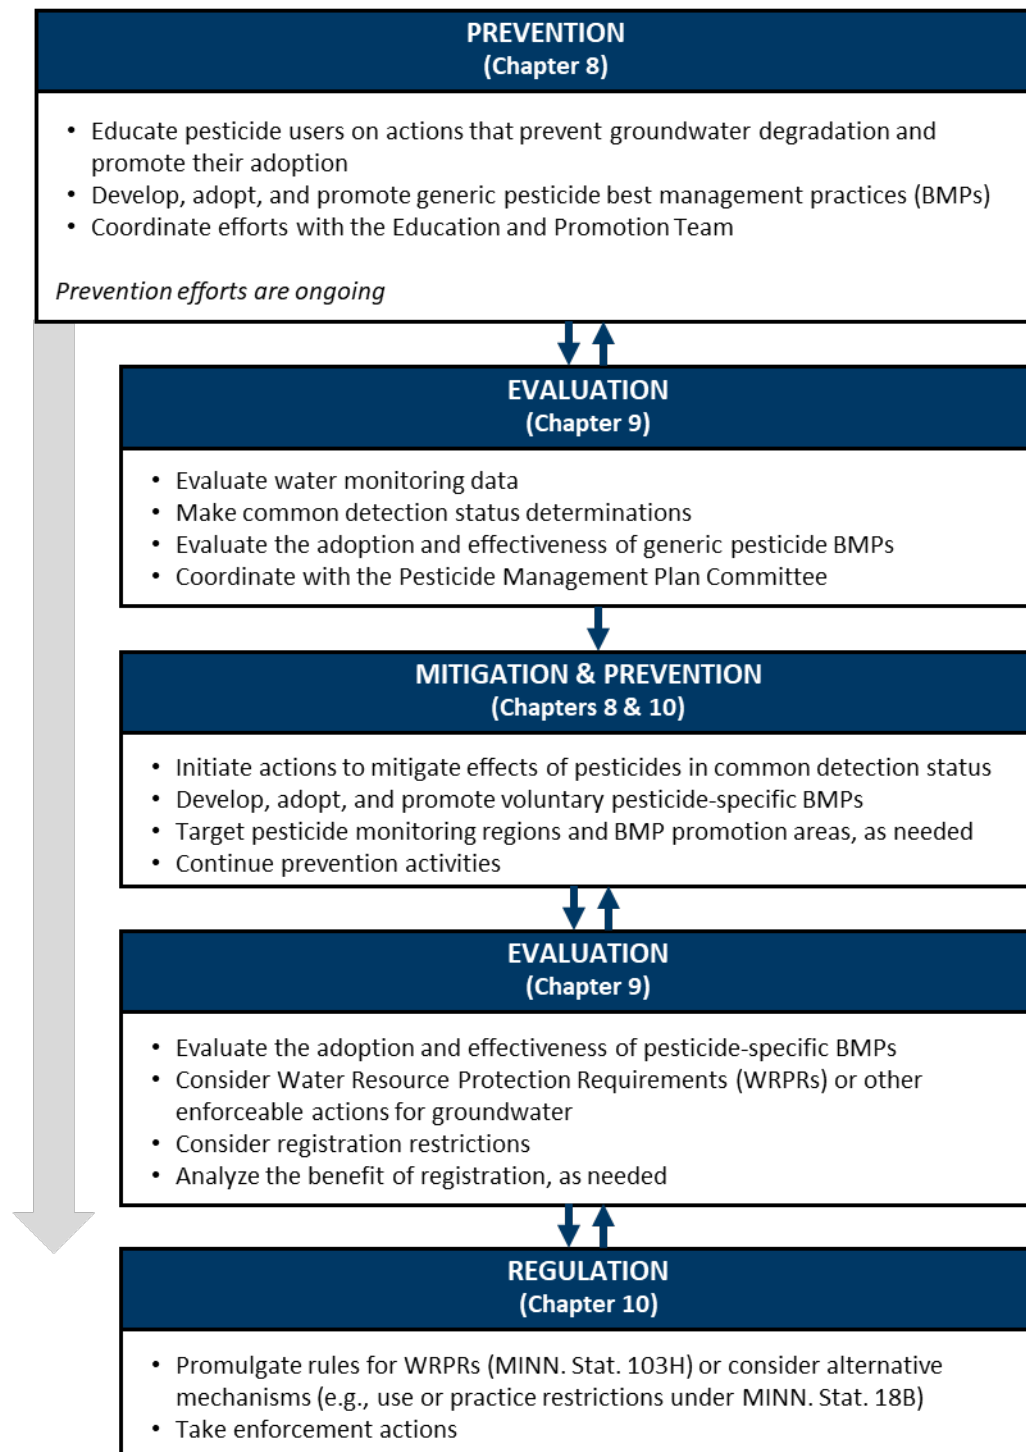 PREVENTION
(Chapter 8)
• Educate pesticide users on actions that prevent groundwater degradation and
promote their adoption
• Develop, adopt, and promote generic pesticide best management practices (BMPs)
• Coordinate efforts with the Education and Promotion Team
Prevention efforts are ongoing
EVALUATION
(Chapter 9)
• Evaluate water monitoring data
• Make common detection status determinations
• Evaluate the adoption and effectiveness of generic pesticide BMPs
• Coordinate with the Pesticide Management Plan Committee
MITIGATION & PREVENTION
(Chapters 8 & 10)
• Initiate actions to mitigate effects of pesticides in common detection status
• Develop, adopt, and promote voluntary pesticide-specific BMPs
• Target pesticide monitoring regions and BMP promotion areas, as needed
• Continue prevention activities
EVALUATION
(Chapter 9)
• Evaluate the adoption and effectiveness of pesticide-specific BMPs
• Consider Water Resource Protection Requirements (WRPRs) or other
enforceable actions for groundwater
• Consider registration restrictions
• Analyze the benefit of registration, as needed
REGULATION
(Chapter 10)
• Promulgate rules for WRPRs (MINN. Stat. 103H) or consider alternative
mechanisms (e.g., use or practice restrictions under MINN. Stat. 18B)
• Take enforcement actions